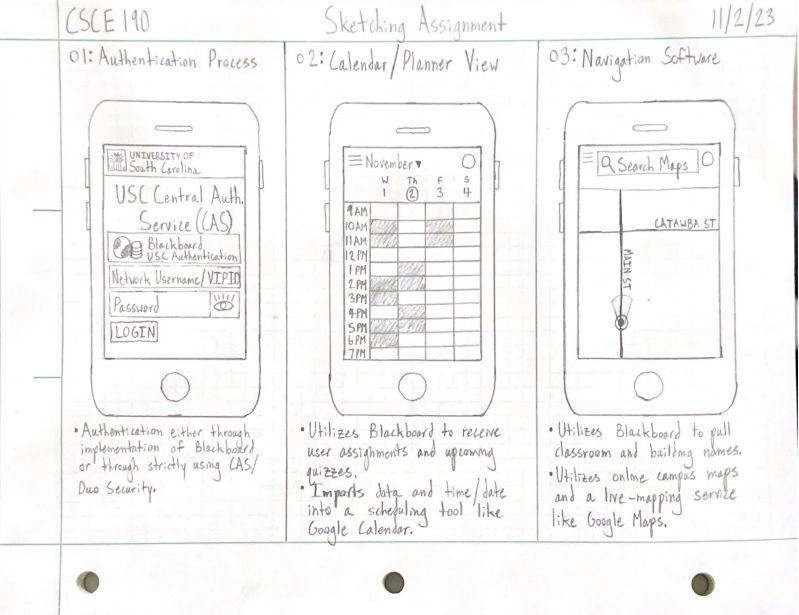 CSCE 190
Sketching Assignment
11/2/23
01: Authentication Process
UNIVERSITY OF
South Carolina
USC Central Auth.
Service (CAS)
Blackboard
USC Authentication
Network Username/VIPID
Password
LOGIN
• Authentication either through
implementation of Blackboard
or through strictly using CAS/
Duo Security.
02: Calendar/Planner View
November ▾
W Th F S
1 2 3 4
9AM
10AM
11AM
12PM
1PM
2PM
3PM
4PM
5PM
6PM
7PM
• Utilizes Blackboard to receive
user assignments and upcoming
quizzes.
• Imports data and time/date
into a scheduling tool like
Google Calendar.
03: Navigation Software
Search Maps
CATAWBA ST
MAIN ST
• Utilizes Blackboard to pull
classroom and building names.
• Utilizes online campus maps
and a live-mapping service
like Google Maps.